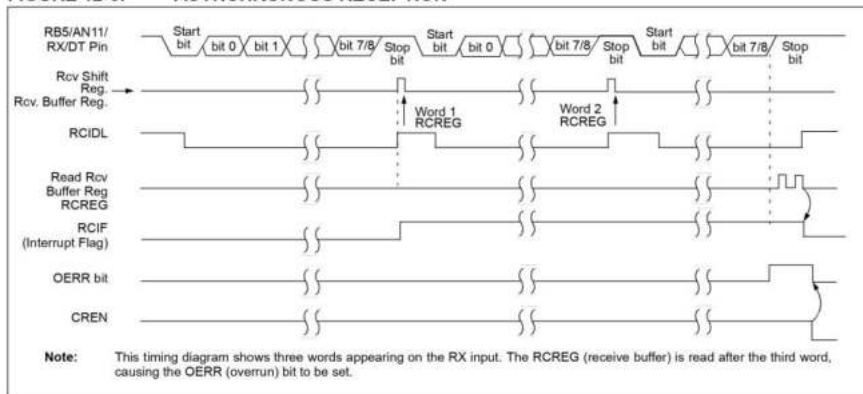 RB5/AN11/
RX/DT Pin
Start
bit
bit 0
bit 1
bit 7/8
Stop
bit
Start
bit
bit 0
bit 7/8
Stop
bit
Start
bit
bit 7/8
Stop
bit
Rcv Shift
Reg.
Rcv. Buffer Reg.
Word 1
RCREG
Word 2
RCREG
RCIDL
Read Rcv
Buffer Reg
RCREG
RCIF
(Interrupt Flag)
OERR bit
CREN
Note: This timing diagram shows three words appearing on the RX input. The RCREG (receive buffer) is read after the third word,
causing the OERR (overrun) bit to be set.